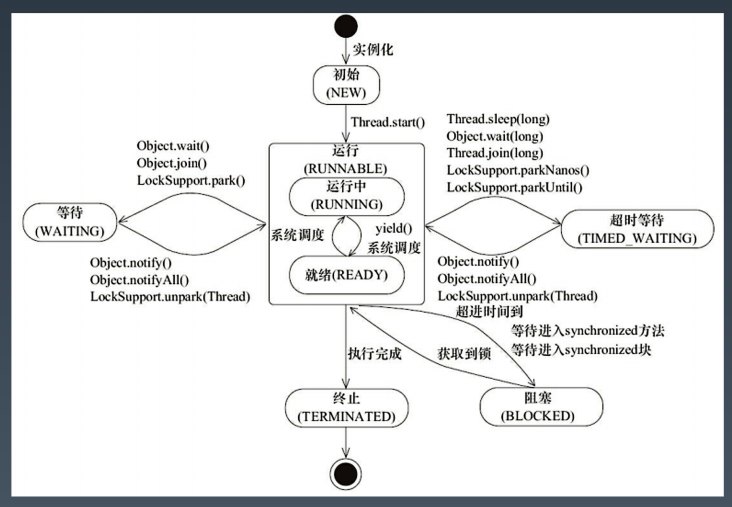 实例化
初始
(NEW)
Thread.start()
Object.wait()
Object.join()
LockSupport.park()
Thread.sleep(long)
Object.wait(long)
Thread.join(long)
LockSupport.parkNanos()
LockSupport.parkUntil()
运行
(RUNNABLE)
运行中
(RUNNING)
系统调度
yield()
系统调度
就绪(READY)
等待
(WAITING)
超时等待
(TIMED_WAITING)
Object.notify()
Object.notifyAll()
LockSupport.unpark(Thread)
Object.notify()
Object.notifyAll()
LockSupport.unpark(Thread)
超进时间到
等待进入synchronized方法
等待进入synchronized块
执行完成
获取到锁
终止
(TERMINATED)
阻塞
(BLOCKED)